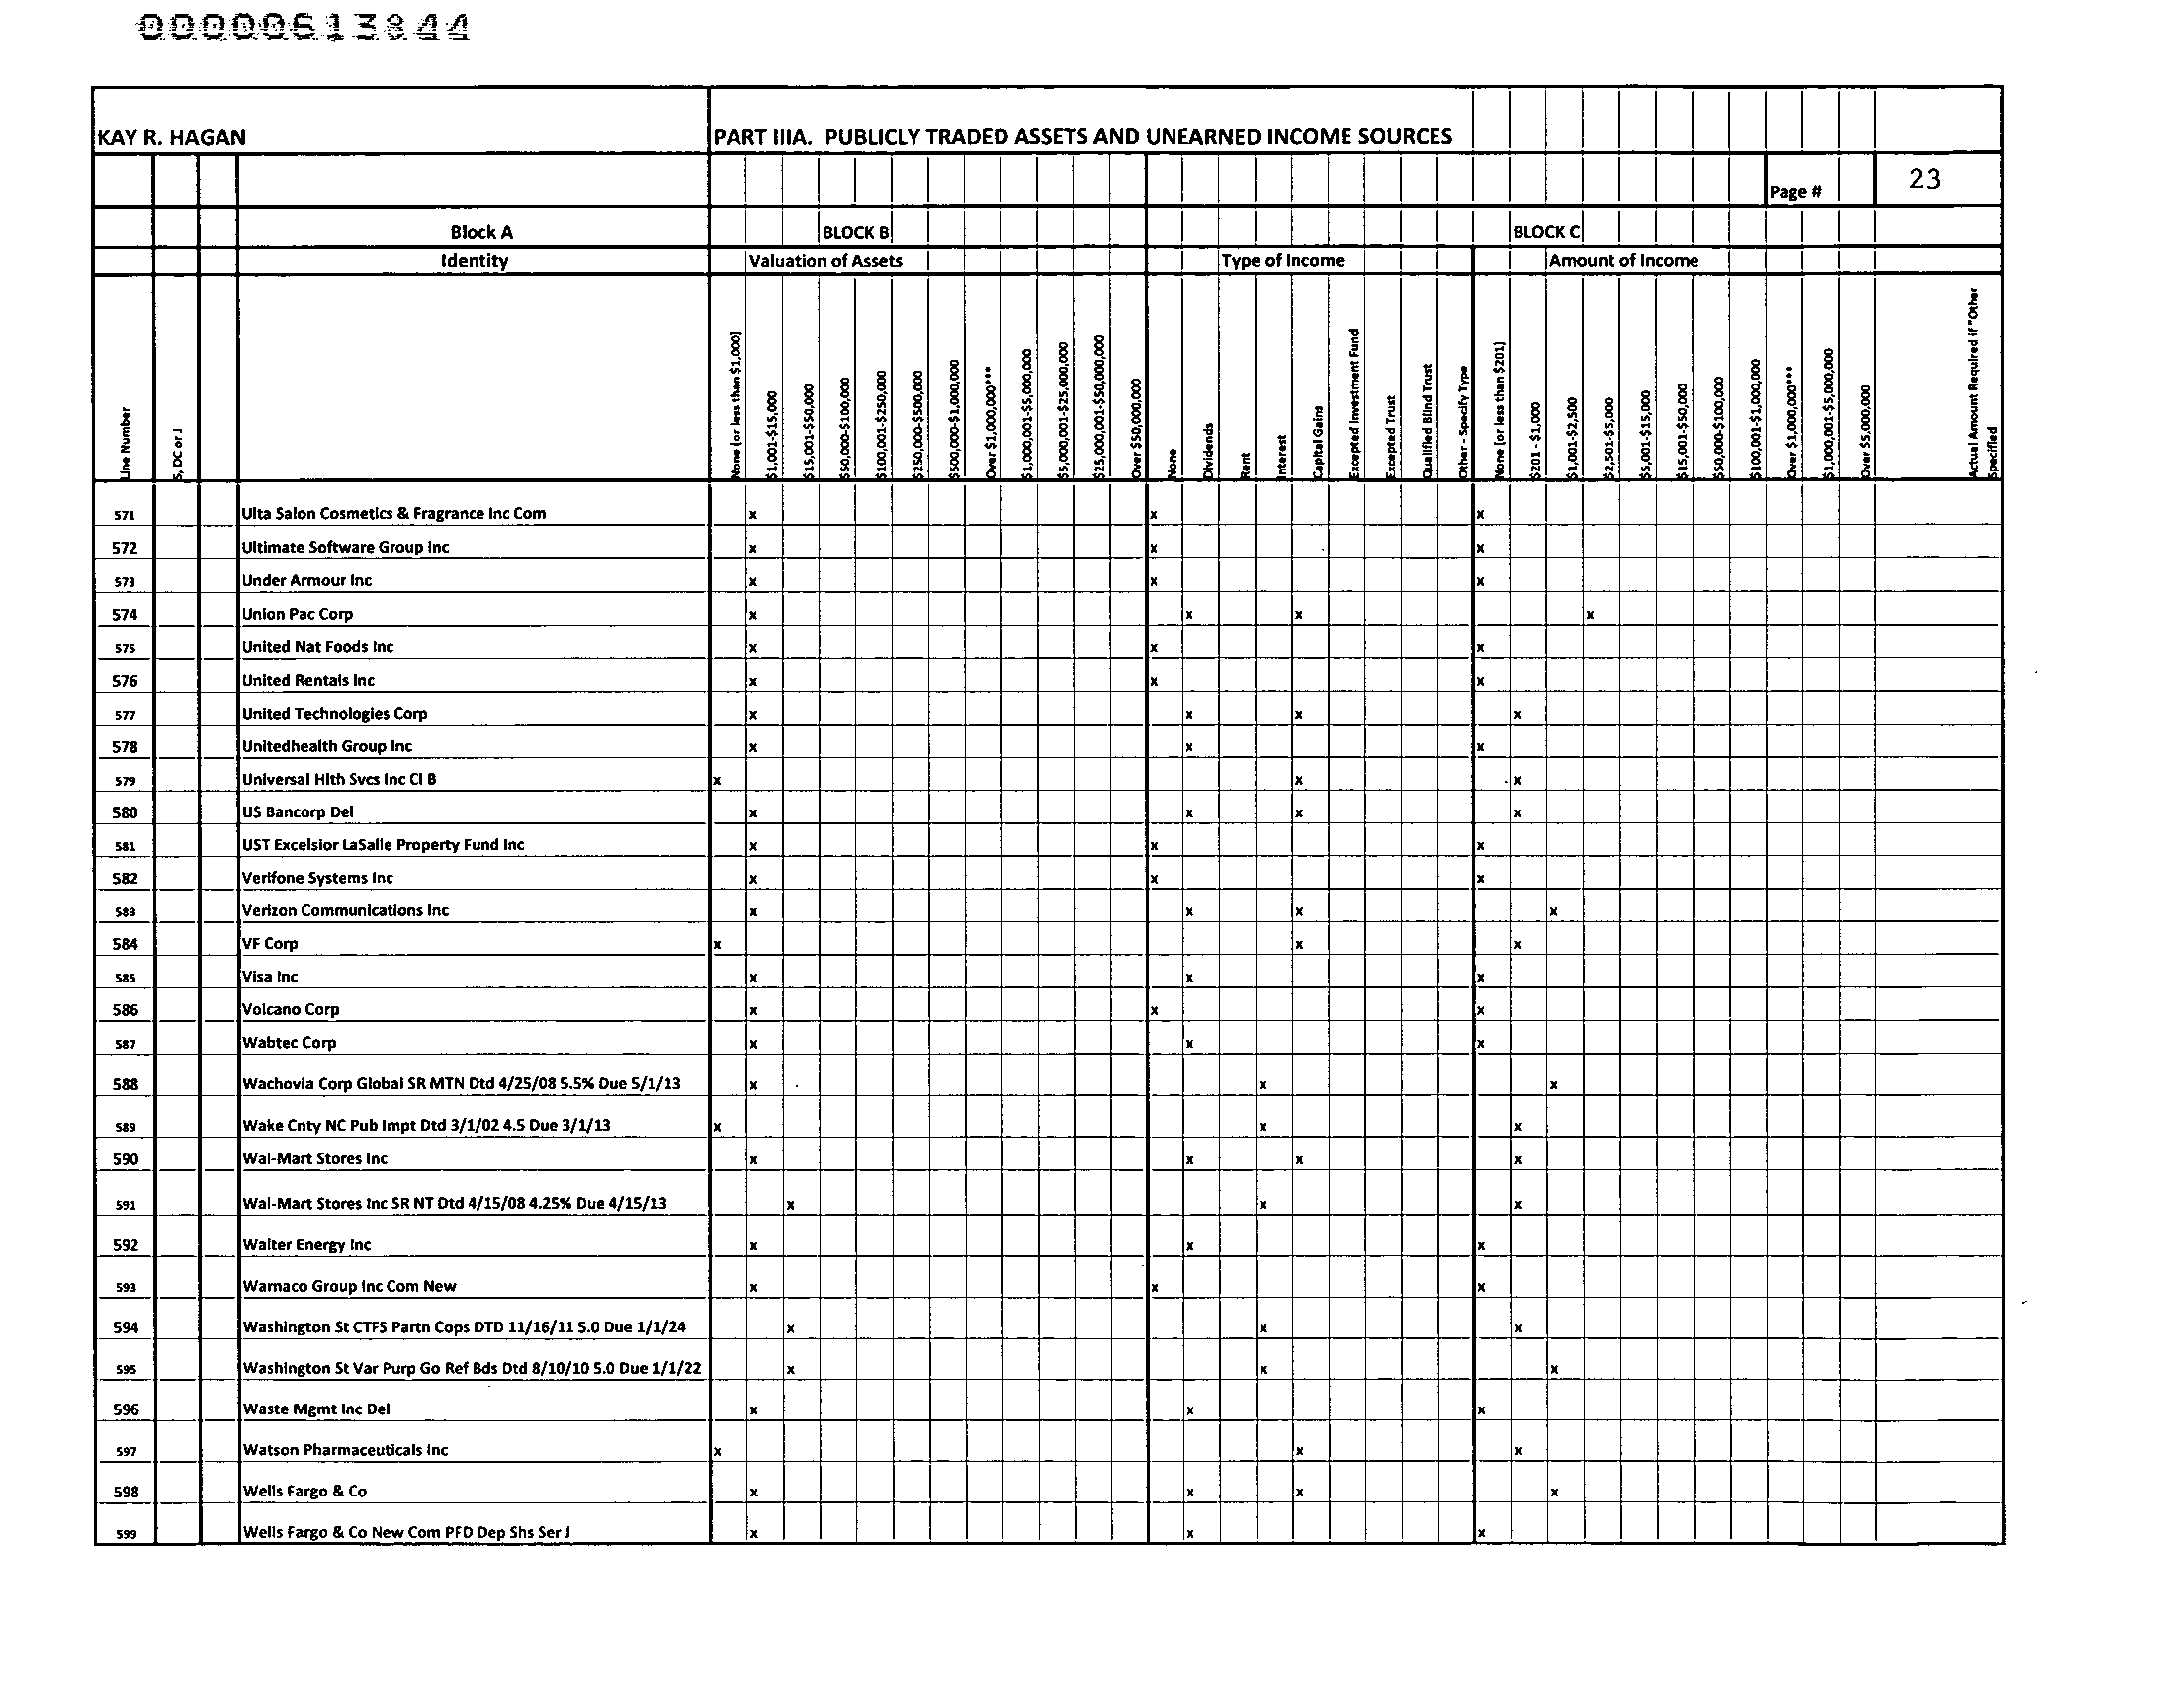 00000613844
KAY R. HAGAN PART IIIA. PUBLICLY TRADED ASSETS AND UNEARNED INCOME SOURCES
Page # 23
Block A BLOCK B BLOCK C
Identity Valuation of Assets Type of Income Amount of Income
Line Number
S, DC or J
None [or less than $1,000]
$1,001-$15,000
$15,001-$50,000
$50,000-$100,000
$100,001-$250,000
$250,000-$500,000
$500,000-$1,000,000
Over $1,000,000***
$1,000,001-$5,000,000
$5,000,001-$25,000,000
$25,000,001-$50,000,000
Over $50,000,000
None
Dividends
Rent
Interest
Capital Gains
Excepted Investment Fund
Excepted Trust
Qualified Blind Trust
Other - Specify Type
None [or less than $201]
$201 - $1,000
$1,001-$2,500
$2,501-$5,000
$5,001-$15,000
$15,001-$50,000
$50,000-$100,000
$100,001-$1,000,000
Over $1,000,000***
$1,000,001-$5,000,000
Over $5,000,000
Actual Amount Required if "Other
Specified
571 Ulta Salon Cosmetics & Fragrance Inc Com x x x
572 Ultimate Software Group Inc x x x
573 Under Armour Inc x x x
574 Union Pac Corp x x x x
575 United Nat Foods Inc x x x
576 United Rentals Inc x x x
577 United Technologies Corp x x x x
578 Unitedhealth Group Inc x x x
579 Universal Hlth Svcs Inc Cl B x x x
580 US Bancorp Del x x x x
581 UST Excelsior LaSalle Property Fund Inc x x x
582 Verifone Systems Inc x x x
583 Verizon Communications Inc x x x x
584 VF Corp x x x
585 Visa Inc x x x
586 Volcano Corp x x x
587 Wabtec Corp x x x
588 Wachovia Corp Global SR MTN Dtd 4/25/08 5.5% Due 5/1/13 x x x
589 Wake Cnty NC Pub Impt Dtd 3/1/02 4.5 Due 3/1/13 x x x
590 Wal-Mart Stores Inc x x x x
591 Wal-Mart Stores Inc SR NT Dtd 4/15/08 4.25% Due 4/15/13 x x x
592 Walter Energy Inc x x x
593 Warnaco Group Inc Com New x x x
594 Washington St CTFS Partn Cops DTD 11/16/11 5.0 Due 1/1/24 x x x
595 Washington St Var Purp Go Ref Bds Dtd 8/10/10 5.0 Due 1/1/22 x x x
596 Waste Mgmt Inc Del x x x
597 Watson Pharmaceuticals Inc x x x
598 Wells Fargo & Co x x x x
599 Wells Fargo & Co New Com PFD Dep Shs Ser J x x x